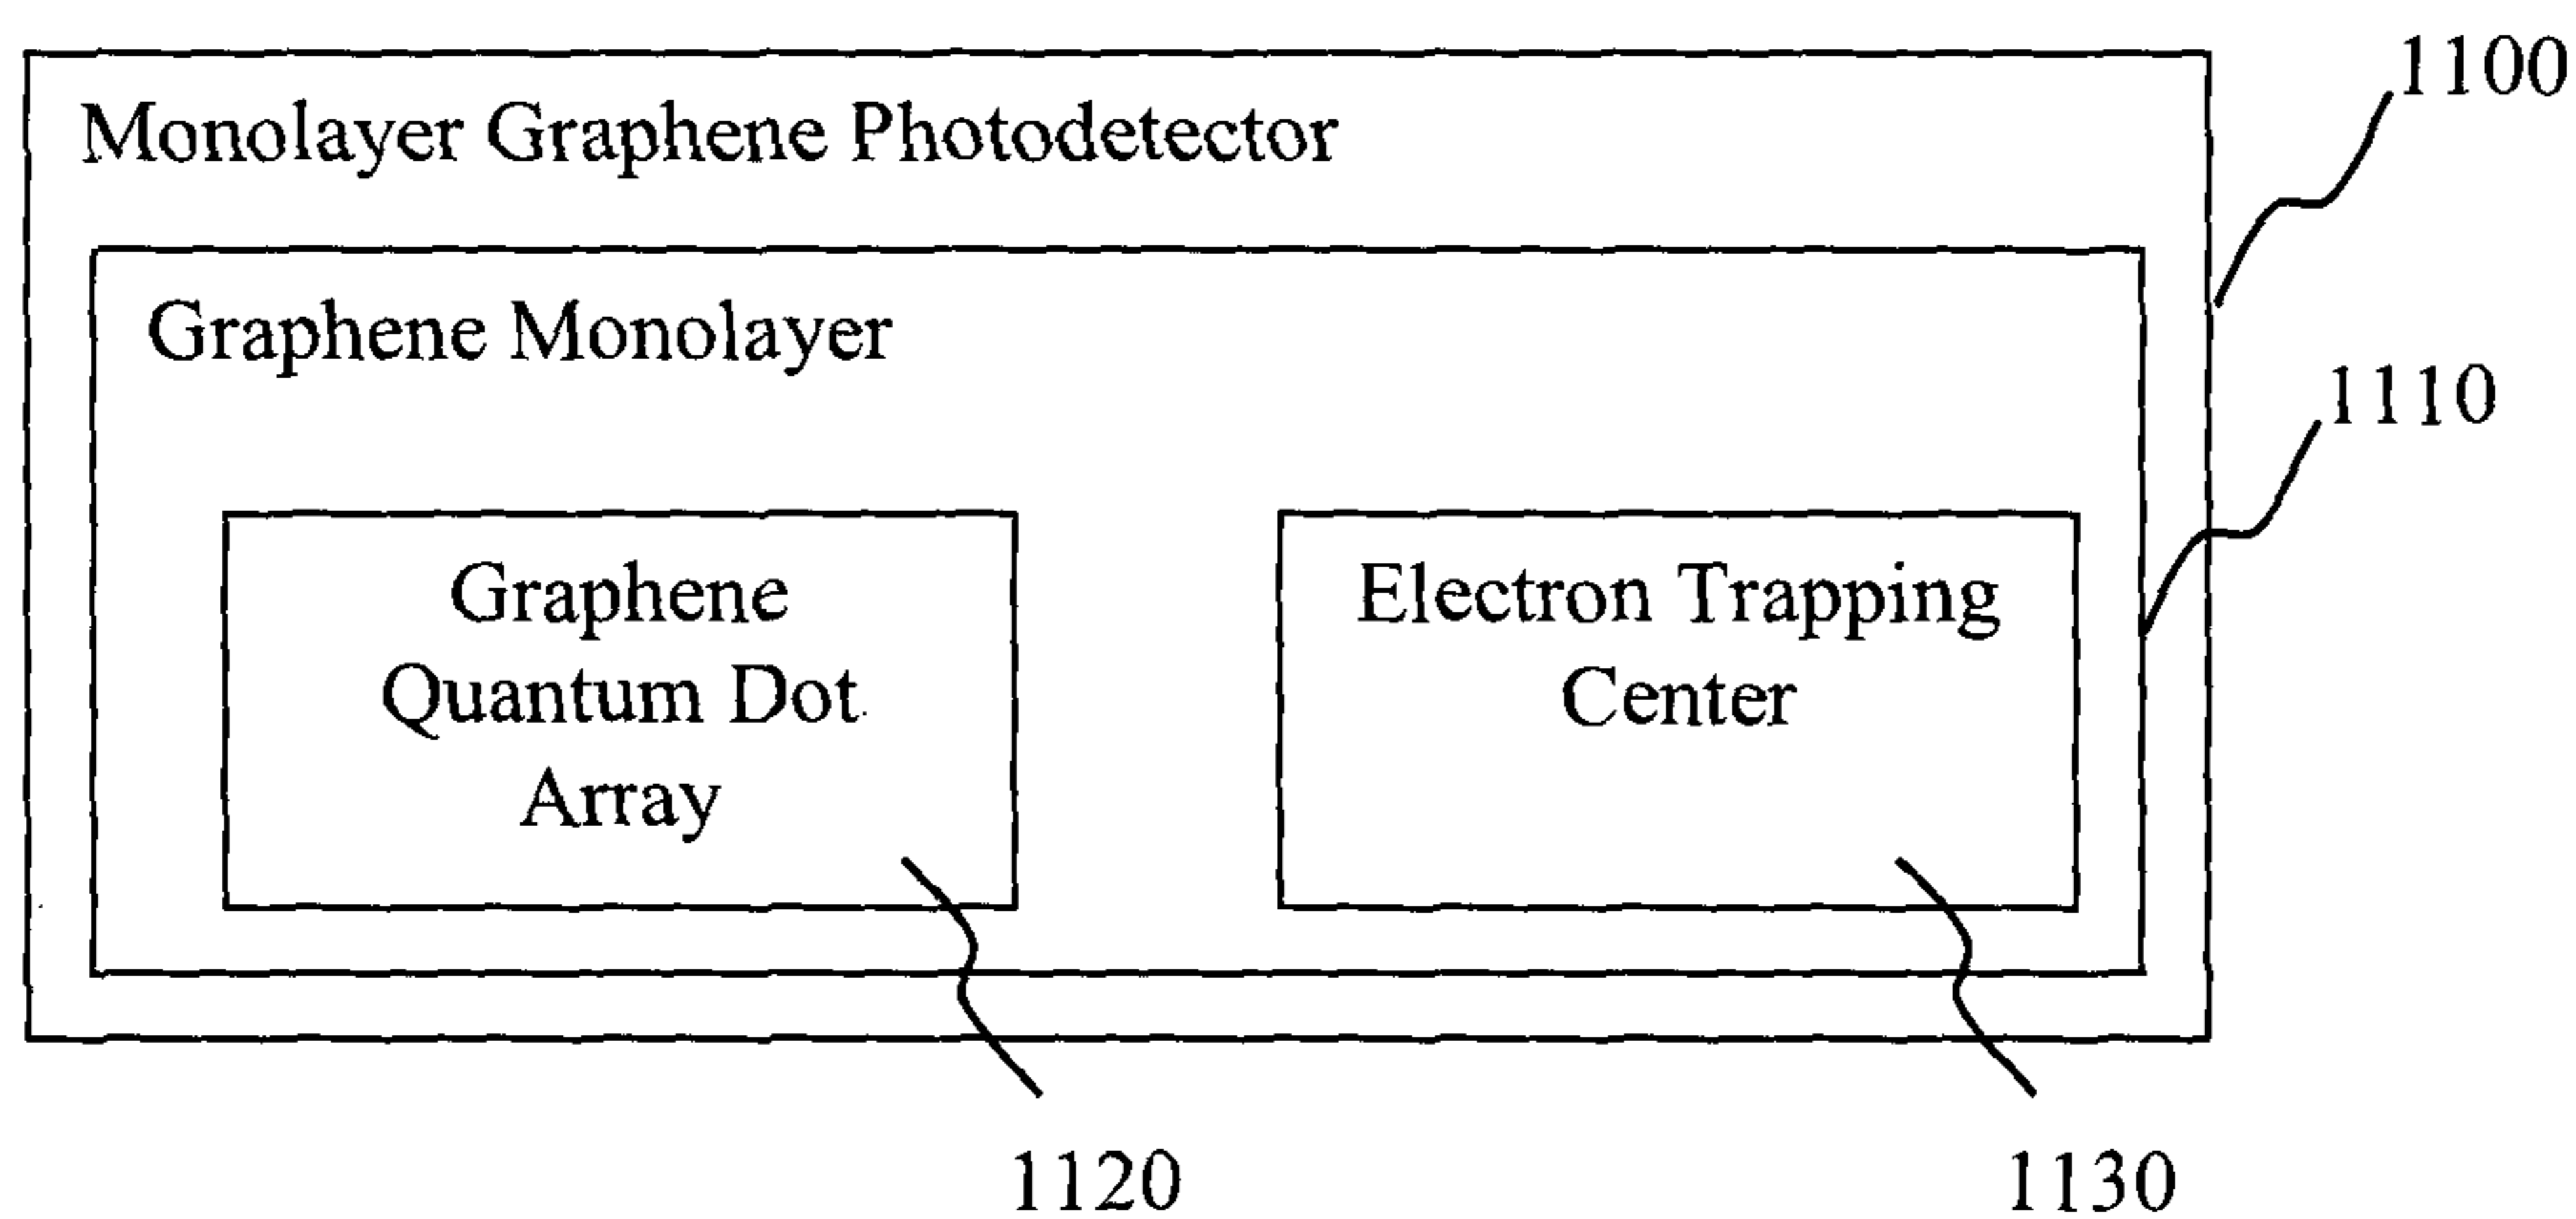 Monolayer Graphene Photodetector
1100
Graphene Monolayer
1110
Graphene
Quantum Dot
Array
Electron Trapping
Center
1120
1130